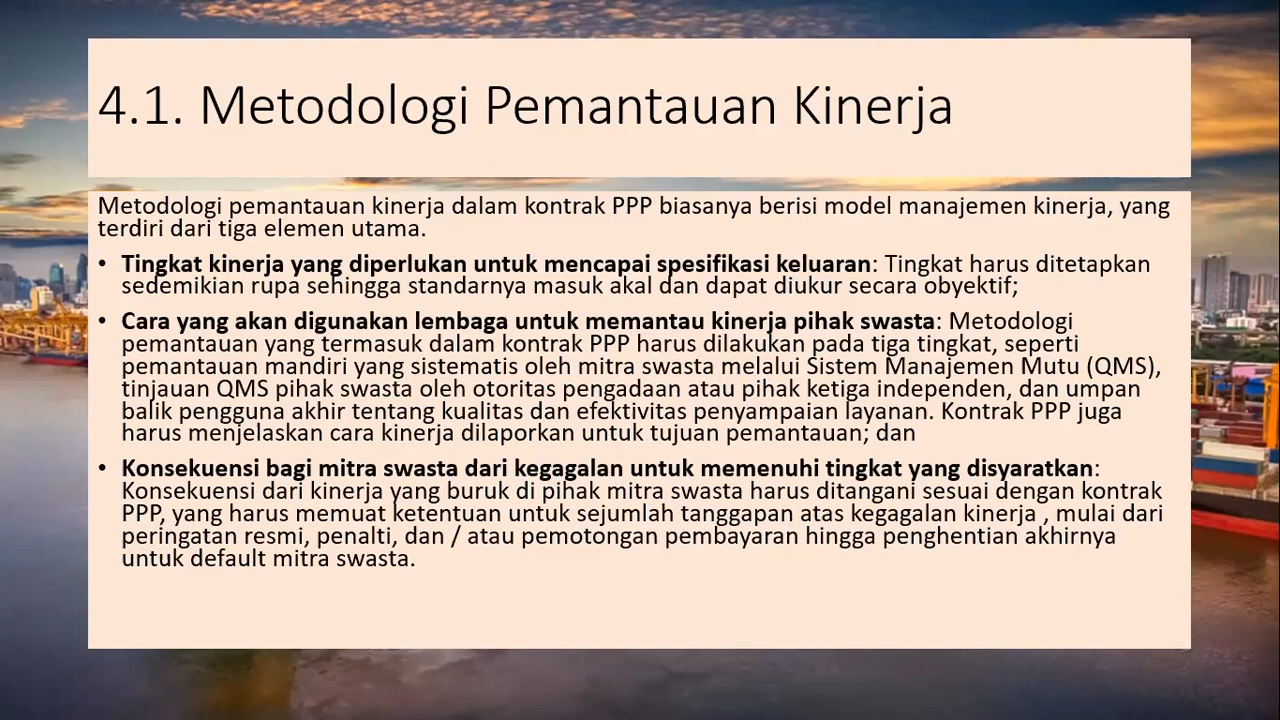 4.1. Metodologi Pemantauan Kinerja
Metodologi pemantauan kinerja dalam kontrak PPP biasanya berisi model manajemen kinerja, yang
terdiri dari tiga elemen utama.
• Tingkat kinerja yang diperlukan untuk mencapai spesifikasi keluaran: Tingkat harus ditetapkan
sedemikian rupa sehingga standarnya masuk akal dan dapat diukur secara obyektif;
• Cara yang akan digunakan lembaga untuk memantau kinerja pihak swasta: Metodologi
pemantauan yang termasuk dalam kontrak PPP harus dilakukan pada tiga tingkat, seperti
pemantauan mandiri yang sistematis oleh mitra swasta melalui Sistem Manajemen Mutu (QMS),
tinjauan QMS pihak swasta oleh otoritas pengadaan atau pihak ketiga independen, dan umpan
balik pengguna akhir tentang kualitas dan efektivitas penyampaian layanan. Kontrak PPP juga
harus menjelaskan cara kinerja dilaporkan untuk tujuan pemantauan; dan
• Konsekuensi bagi mitra swasta dari kegagalan untuk memenuhi tingkat yang disyaratkan:
Konsekuensi dari kinerja yang buruk di pihak mitra swasta harus ditangani sesuai dengan kontrak
PPP, yang harus memuat ketentuan untuk sejumlah tanggapan atas kegagalan kinerja , mulai dari
peringatan resmi, penalti, dan / atau pemotongan pembayaran hingga penghentian akhirnya
untuk default mitra swasta.